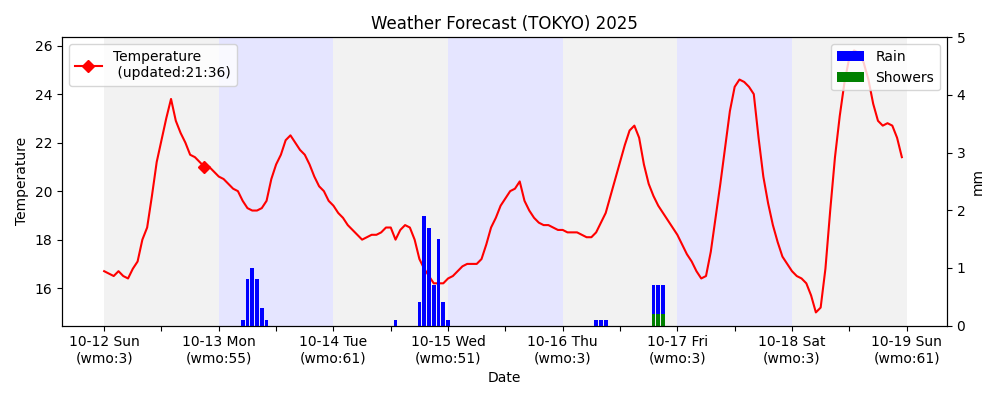 Weather Forecast (TOKYO) 2025
Temperature
(updated:21:36)
Rain
Showers
26
24
22
20
18
16
Temperature
5
4
3
2
1
0
mm
10-12 Sun
(wmo:3)
10-13 Mon
(wmo:55)
10-14 Tue
(wmo:61)
10-15 Wed
(wmo:51)
10-16 Thu
(wmo:3)
10-17 Fri
(wmo:3)
10-18 Sat
(wmo:3)
10-19 Sun
(wmo:61)
Date